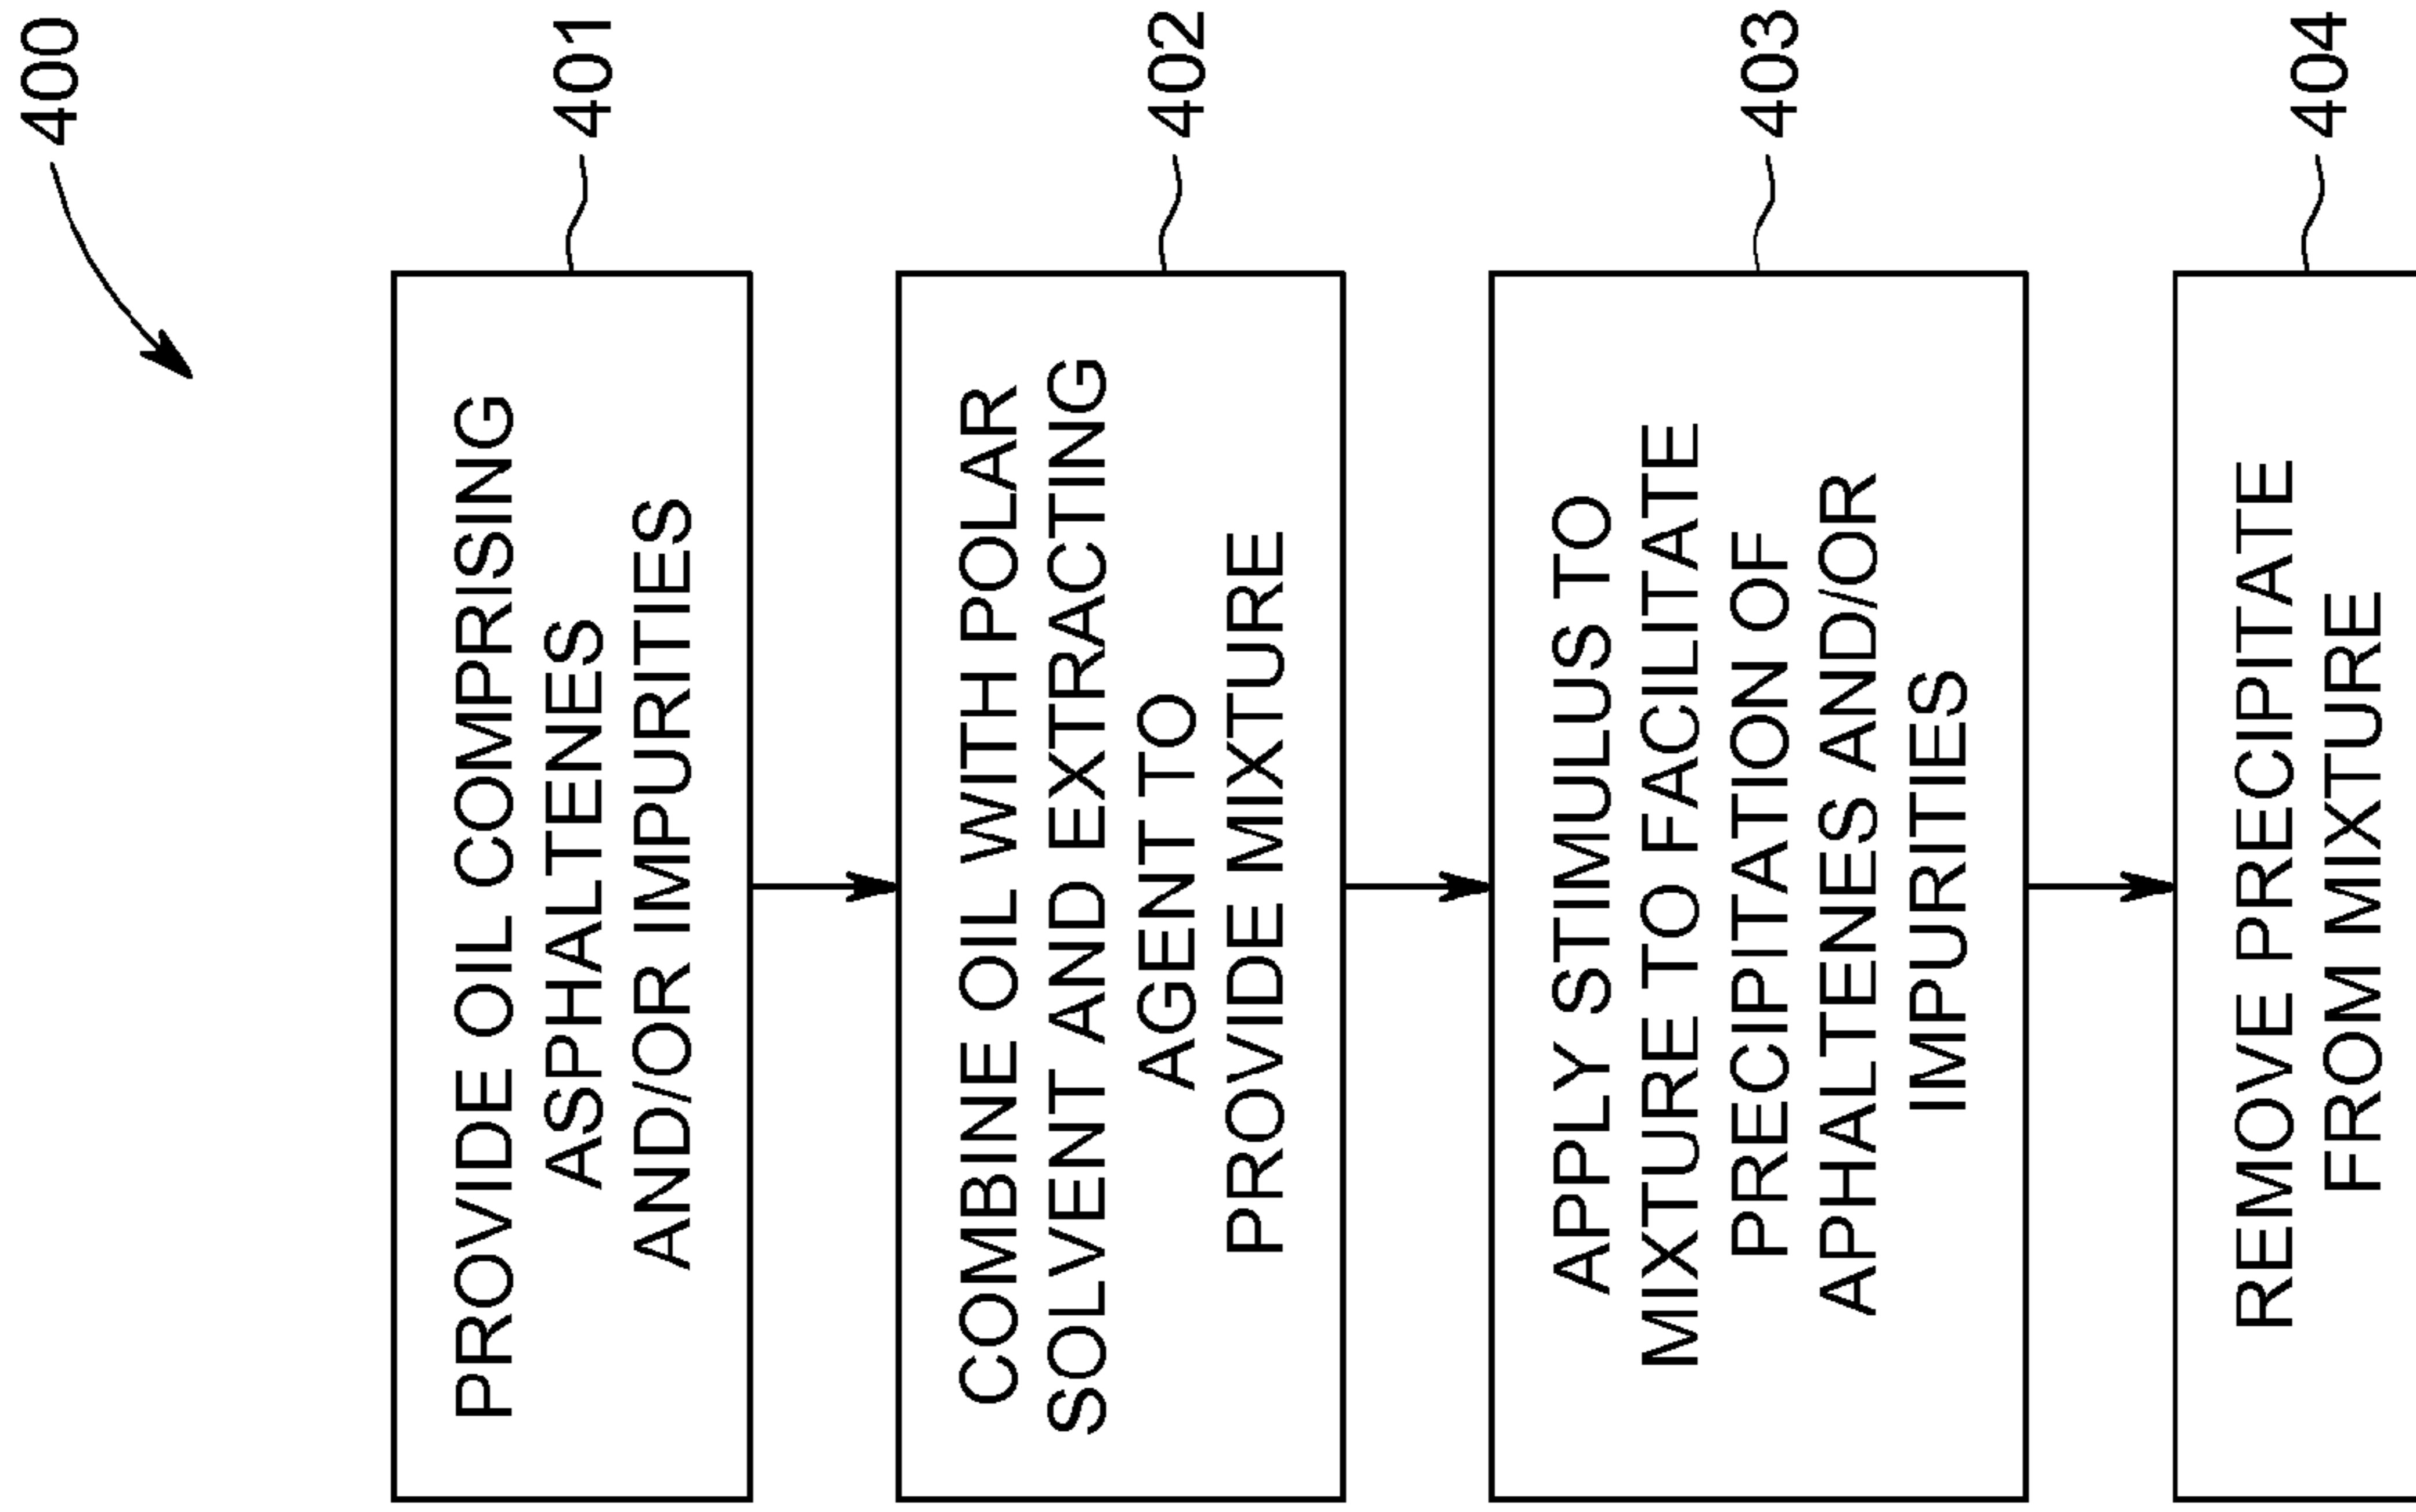 400
PROVIDE OIL COMPRISING
ASPHALTENES
AND/OR IMPURITIES
401
COMBINE OIL WITH POLAR
SOLVENT AND EXTRACTING
AGENT TO
PROVIDE MIXTURE
402
APPLY STIMULUS TO
MIXTURE TO FACILITATE
PRECIPITATION OF
APHALTENES AND/OR
IMPURITIES
403
REMOVE PRECIPITATE
FROM MIXTURE
404